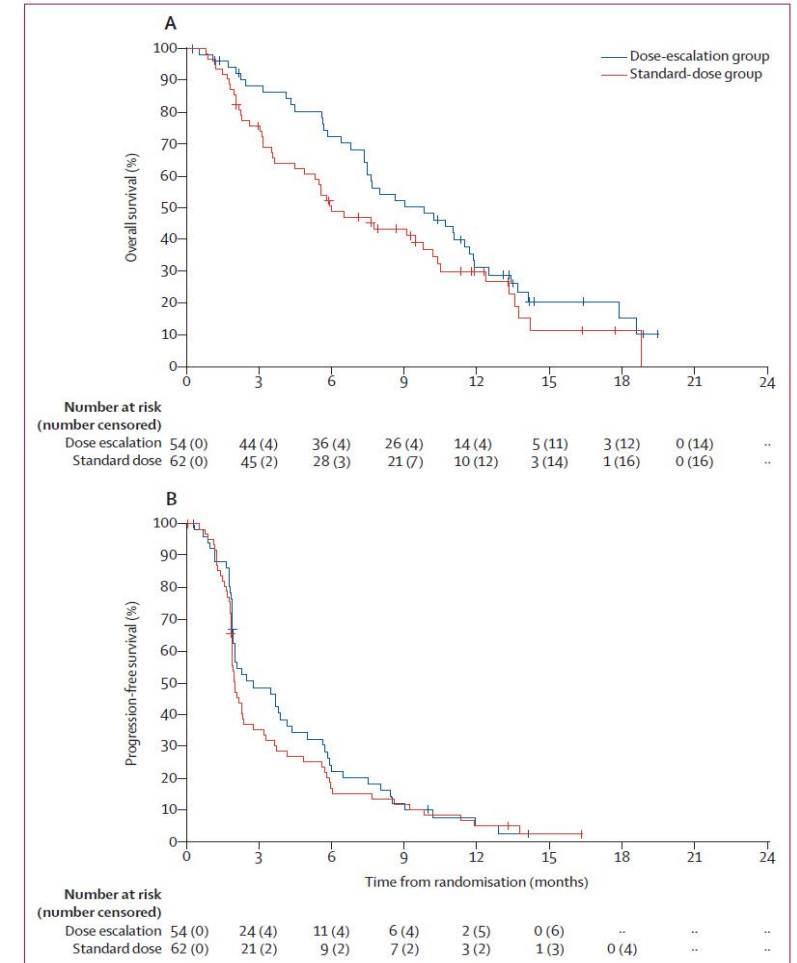 A
Dose-escalation group
Standard-dose group
Overall survival (%)
100
90
80
70
60
50
40
30
20
10
0
0 3 6 9 12 15 18 21 24
Number at risk
(number censored)
Dose escalation 54 (0) 44 (4) 36 (4) 26 (4) 14 (4) 5 (11) 3 (12) 0 (14) ..
Standard dose 62 (0) 45 (2) 28 (3) 21 (7) 10 (12) 3 (14) 1 (16) 0 (16) ..
B
Progression-free survival (%)
100
90
80
70
60
50
40
30
20
10
0
0 3 6 9 12 15 18 21 24
Time from randomisation (months)
Number at risk
(number censored)
Dose escalation 54 (0) 24 (4) 11 (4) 6 (4) 2 (5) 0 (6) .. .. ..
Standard dose 62 (0) 21 (2) 9 (2) 7 (2) 3 (2) 1 (3) 0 (4) .. ..